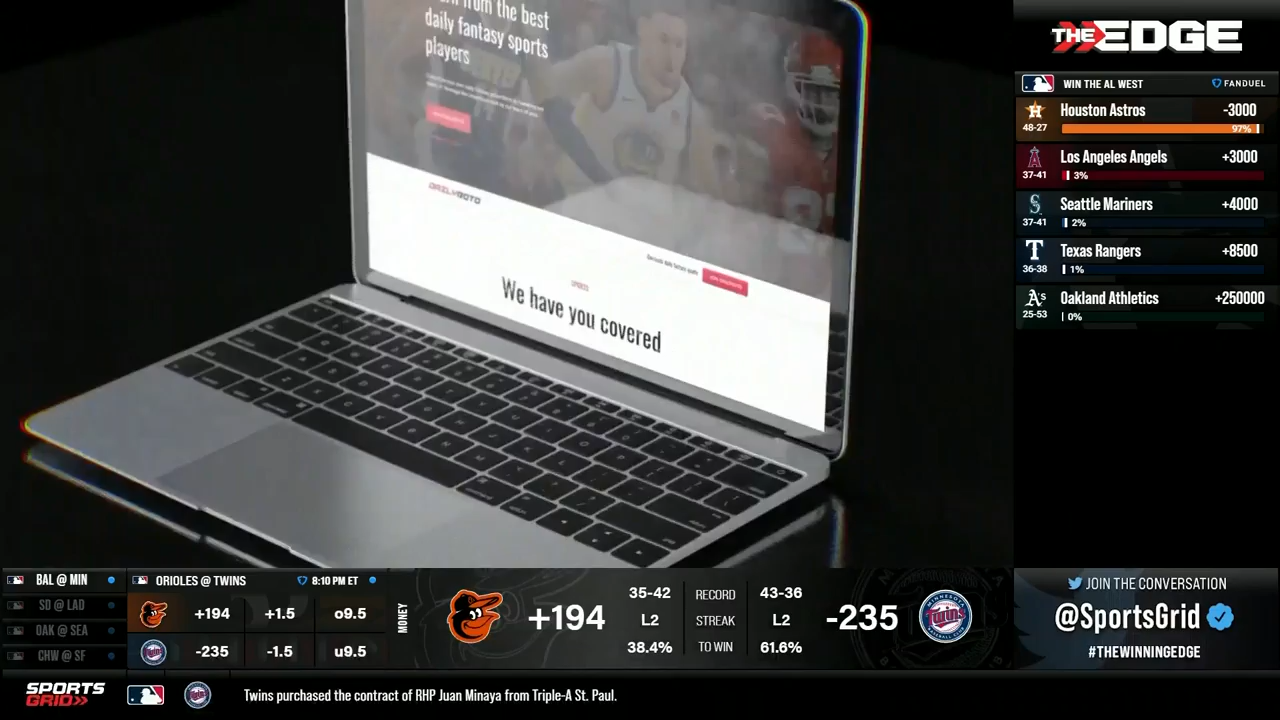 from the best
daily fantasy sports
players
DAILYROTO
SPORTS
We have you covered
THE EDGE
WIN THE AL WEST
FANDUEL
Houston Astros
-3000
48-27
97%
Los Angeles Angels
+3000
37-41
3%
Seattle Mariners
+4000
37-41
2%
Texas Rangers
+8500
36-38
1%
Oakland Athletics
+250000
25-53
0%
BAL @ MIN
SD @ LAD
OAK @ SEA
CHW @ SF
ORIOLES @ TWINS
8:10 PM ET
+194
+1.5
o9.5
-235
-1.5
u9.5
MONEY
+194
35-42
RECORD
43-36
L2
STREAK
L2
38.4%
TO WIN
61.6%
-235
JOIN THE CONVERSATION
@SportsGrid
#THEWINNINGEDGE
SPORTS
GRID
Twins purchased the contract of RHP Juan Minaya from Triple-A St. Paul.